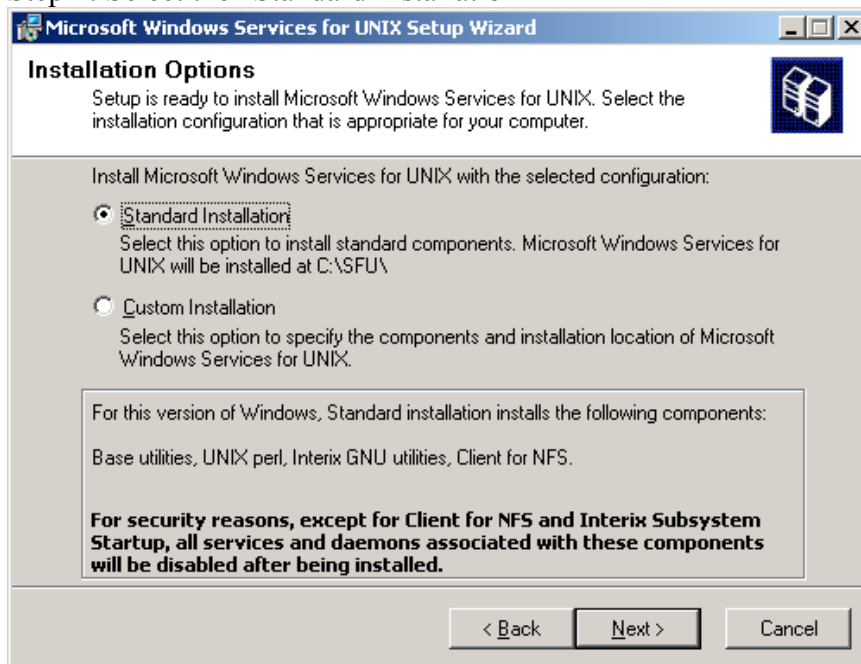 Microsoft Windows Services for UNIX Setup Wizard
Installation Options
Setup is ready to install Microsoft Windows Services for UNIX. Select the
installation configuration that is appropriate for your computer.
Install Microsoft Windows Services for UNIX with the selected configuration:
Standard Installation
Select this option to install standard components. Microsoft Windows Services for
UNIX will be installed at C:\SFU\
Custom Installation
Select this option to specify the components and installation location of Microsoft
Windows Services for UNIX.
For this version of Windows, Standard installation installs the following components:
Base utilities, UNIX perl, Interix GNU utilities, Client for NFS.
For security reasons, except for Client for NFS and Interix Subsystem
Startup, all services and daemons associated with these components
will be disabled after being installed.
< Back Next > Cancel